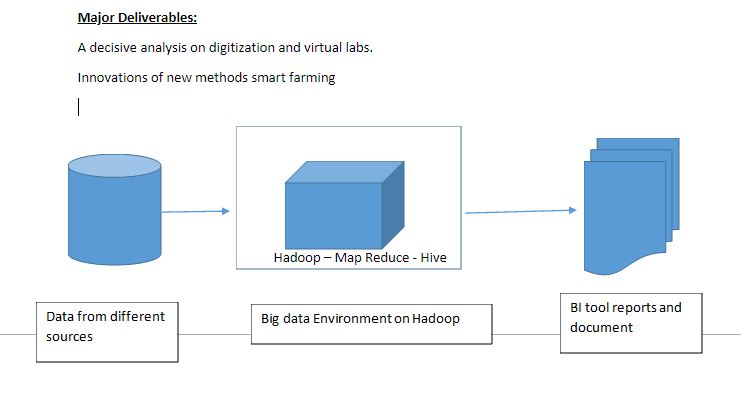 Major Deliverables:
A decisive analysis on digitization and virtual labs.
Innovations of new methods smart farming
Hadoop – Map Reduce - Hive
Data from different
sources
Big data Environment on Hadoop
BI tool reports and
document